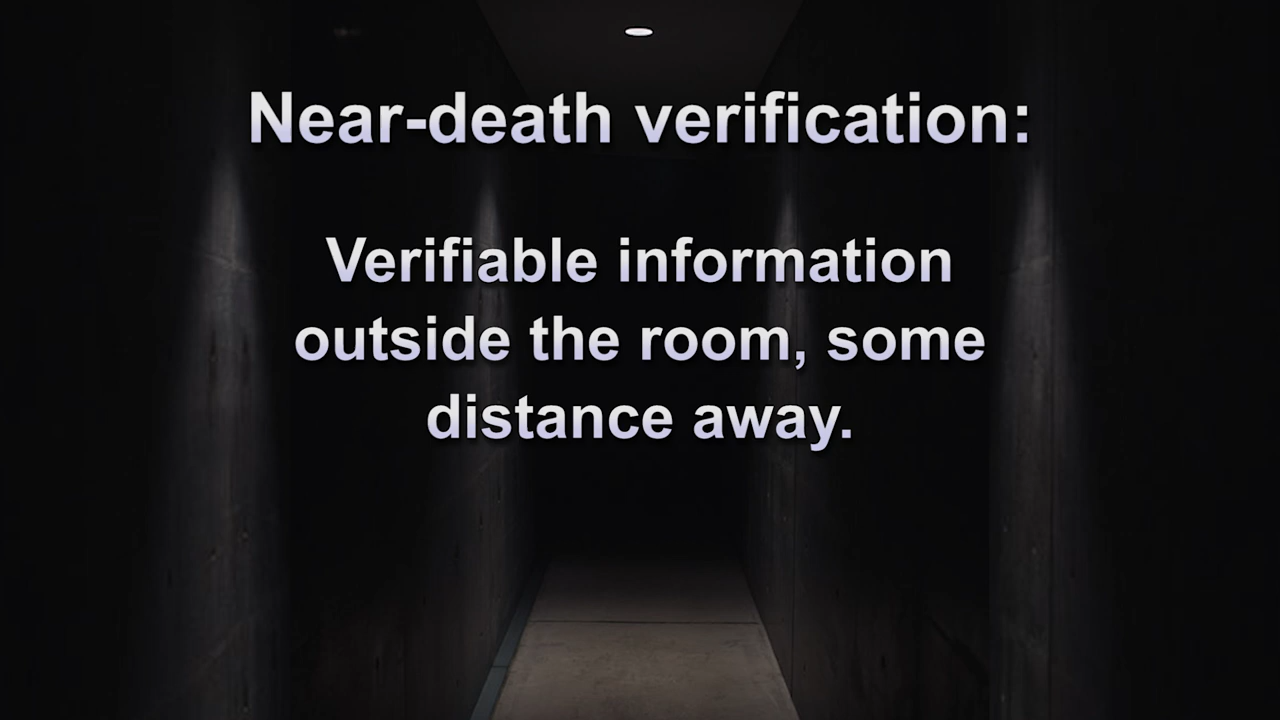 Near-death verification:
Verifiable information
outside the room, some
distance away.